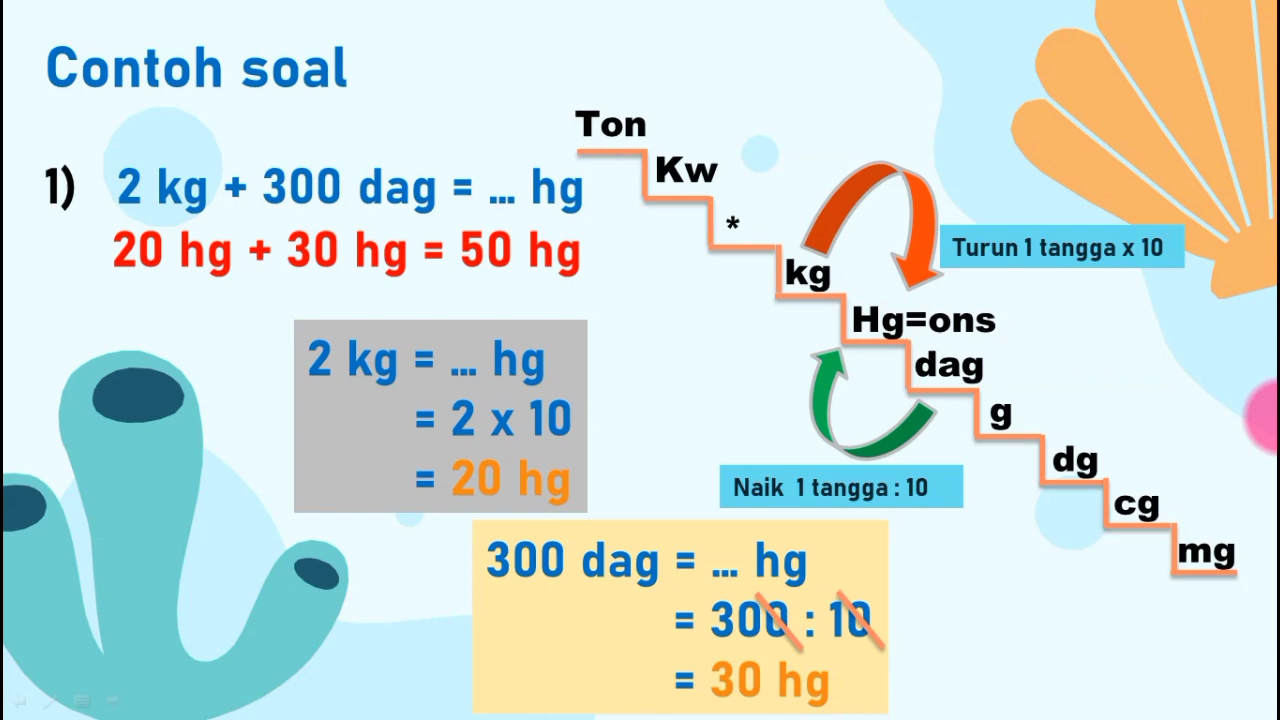 Contoh soal
1) 2 kg + 300 dag = ... hg
20 hg + 30 hg = 50 hg
2 kg = ... hg
= 2 x 10
= 20 hg
300 dag = ... hg
= 300 : 10
= 30 hg
Ton
Kw
*
kg
Hg=ons
dag
g
dg
cg
mg
Turun 1 tangga x 10
Naik 1 tangga : 10